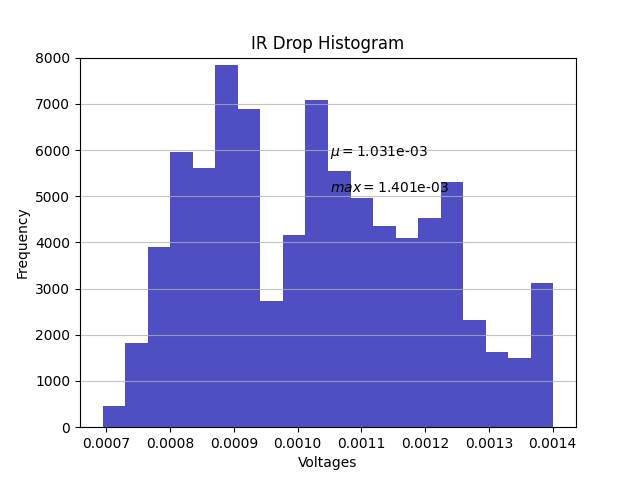 IR Drop Histogram
8000
7000
6000
5000
4000
3000
2000
1000
0
Frequency
μ = 1.031e-03
max = 1.401e-03
0.0007 0.0008 0.0009 0.0010 0.0011 0.0012 0.0013 0.0014
Voltages